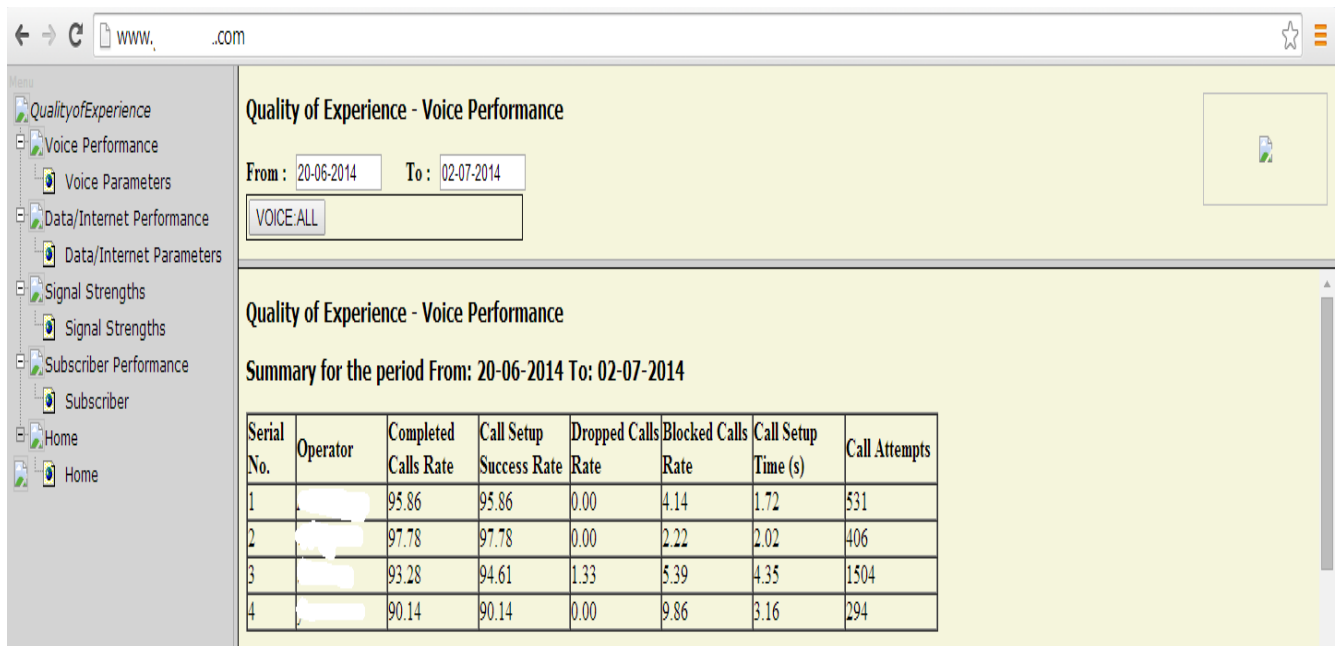 www. ..com
Menu
QualityofExperience
Voice Performance
Voice Parameters
Data/Internet Performance
Data/Internet Parameters
Signal Strengths
Signal Strengths
Subscriber Performance
Subscriber
Home
Home
Quality of Experience - Voice Performance
From : 20-06-2014 To : 02-07-2014
VOICE:ALL
Quality of Experience - Voice Performance
Summary for the period From: 20-06-2014 To: 02-07-2014
Serial No. Operator Completed Calls Rate Call Setup Success Rate Dropped Calls Rate Blocked Calls Rate Call Setup Time (s) Call Attempts
1 95.86 95.86 0.00 4.14 1.72 531
2 97.78 97.78 0.00 2.22 2.02 406
3 93.28 94.61 1.33 5.39 4.35 1504
4 90.14 90.14 0.00 9.86 3.16 294